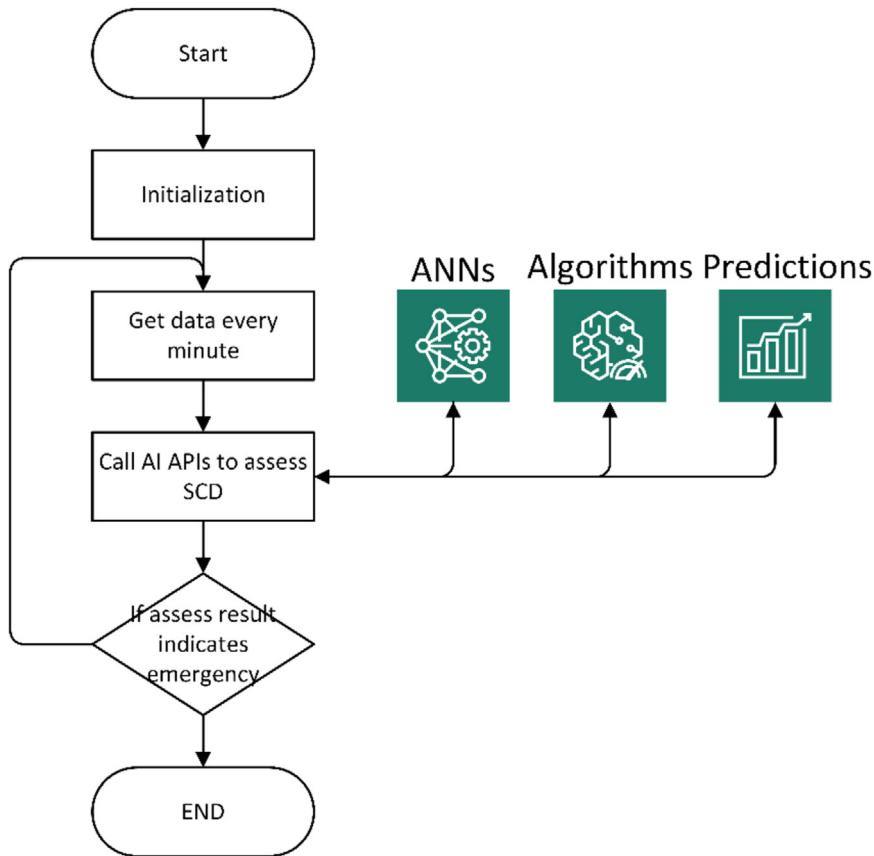 Start
Initialization
ANNs
Algorithms
Predictions
Get data every
minute
Call AI APIs to assess
SCD
If assess result
indicates
emergency
END